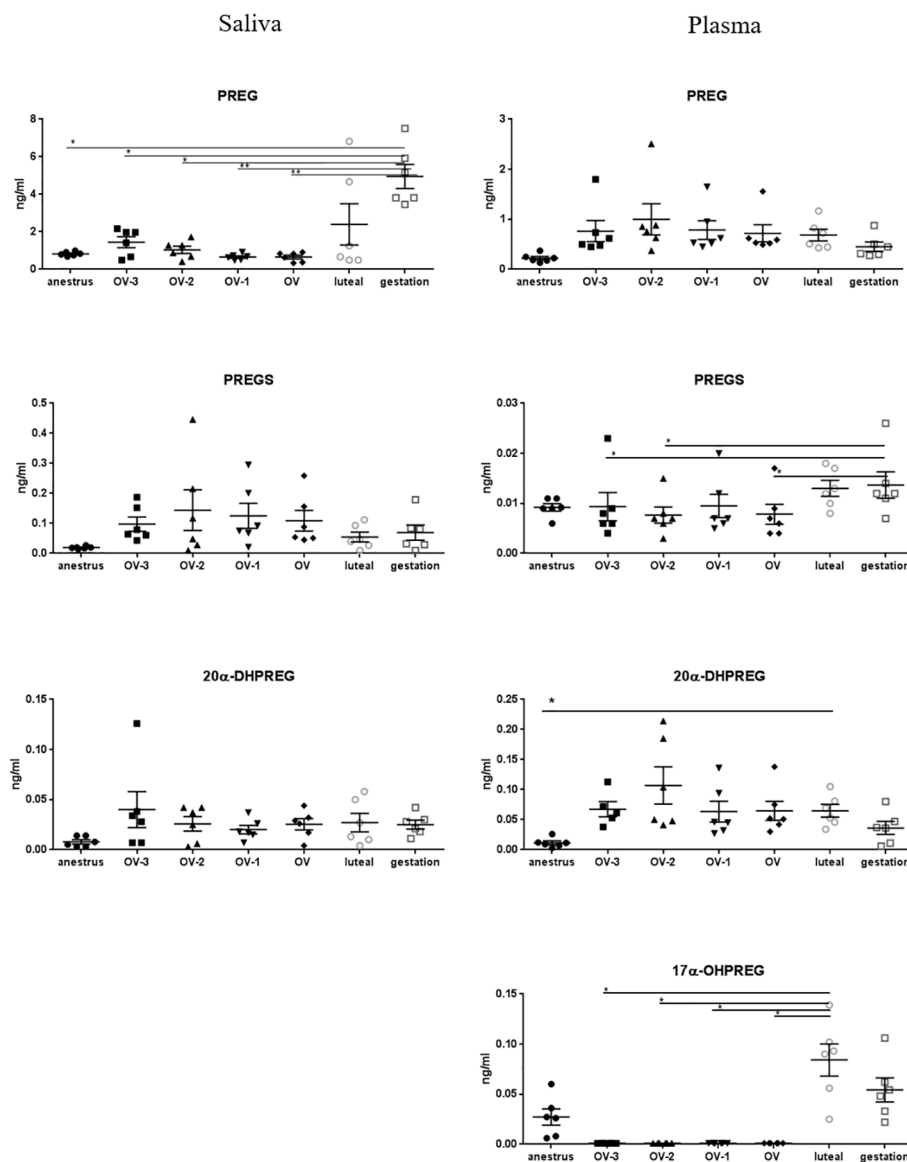 Saliva
Plasma
PREG
ng/ml
8
6
4
2
0
* * * ** **
anestrus OV-3 OV-2 OV-1 OV luteal gestation
PREG
ng/ml
3
2
1
0
anestrus OV-3 OV-2 OV-1 OV luteal gestation
PREGS
ng/ml
0.5
0.4
0.3
0.2
0.1
0.0
anestrus OV-3 OV-2 OV-1 OV luteal gestation
PREGS
ng/ml
0.03
0.02
0.01
0.00
* * *
anestrus OV-3 OV-2 OV-1 OV luteal gestation
20α-DHPREG
ng/ml
0.15
0.10
0.05
0.00
anestrus OV-3 OV-2 OV-1 OV luteal gestation
20α-DHPREG
ng/ml
0.25
0.20
0.15
0.10
0.05
0.00
*
anestrus OV-3 OV-2 OV-1 OV luteal gestation
17α-OHPREG
ng/ml
0.15
0.10
0.05
0.00
* * * *
anestrus OV-3 OV-2 OV-1 OV luteal gestation